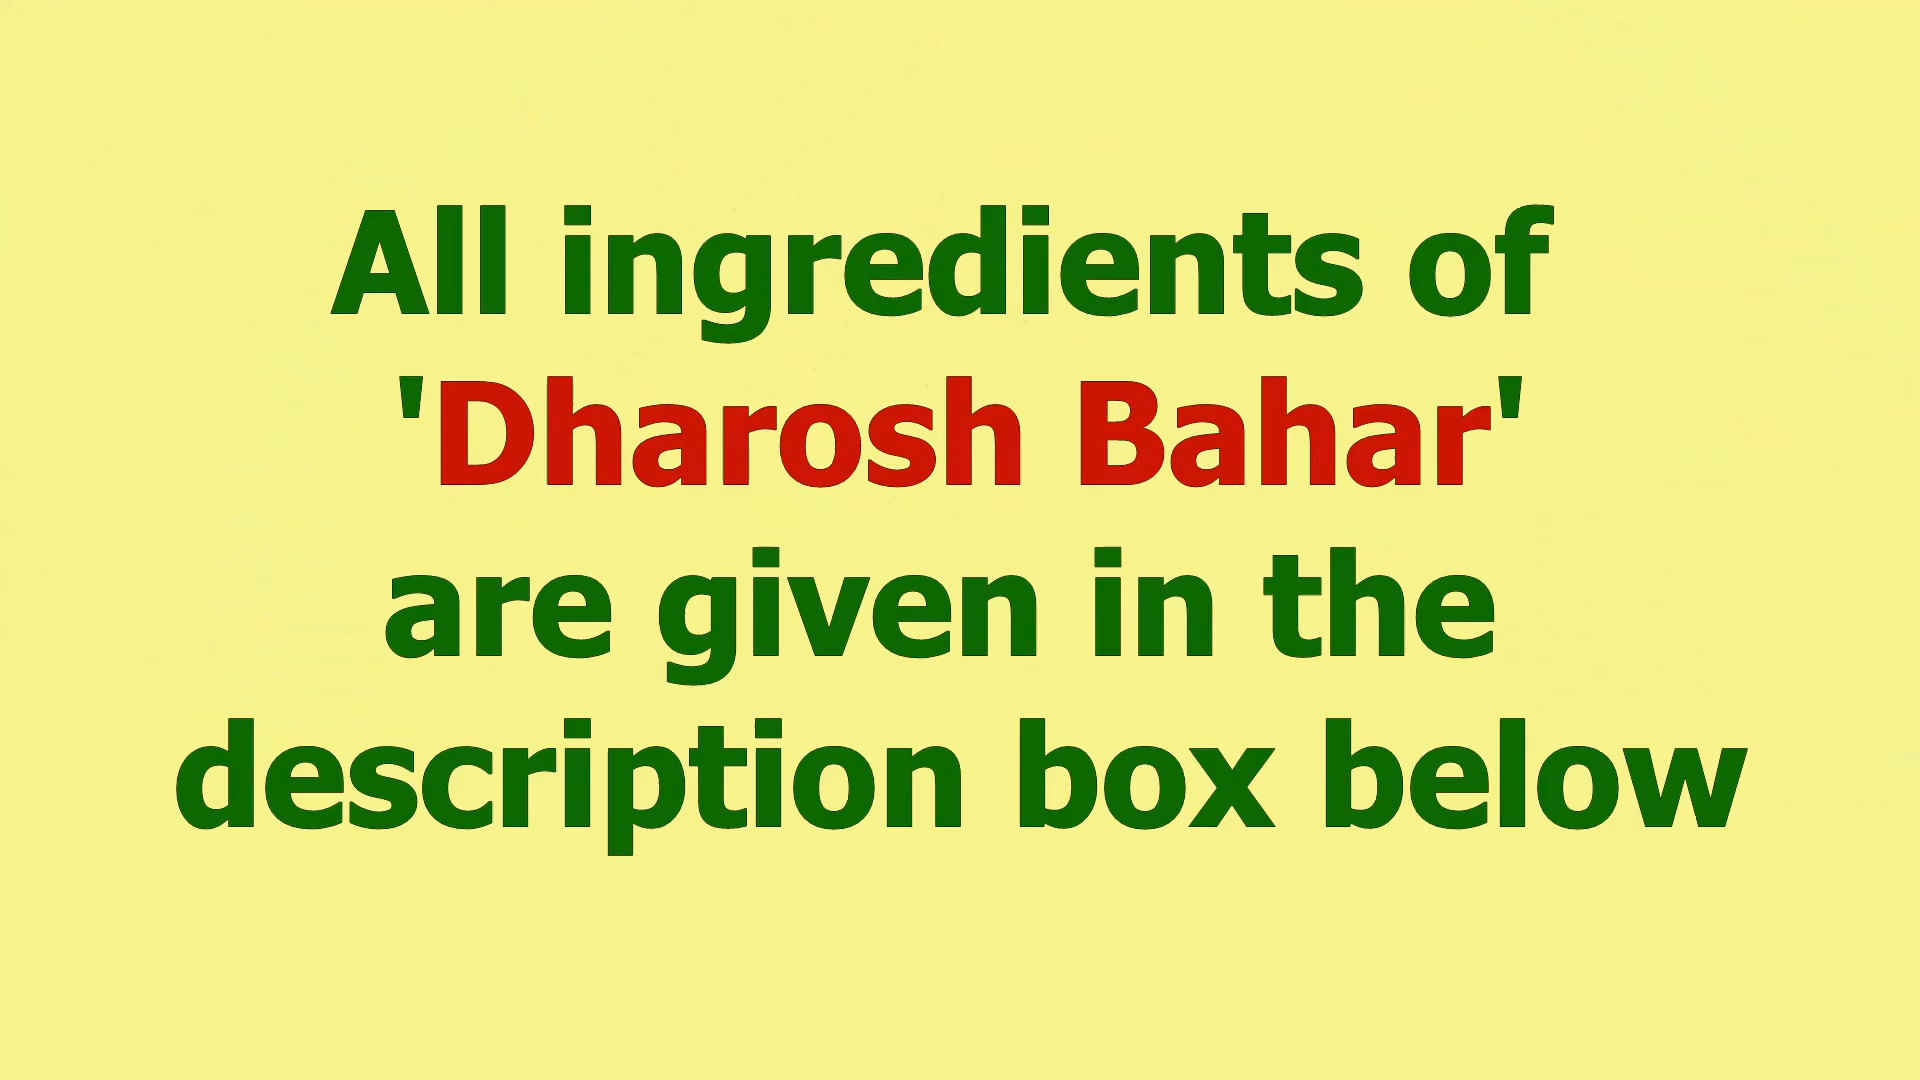 All ingredients of
'Dharosh Bahar'
are given in the
description box below